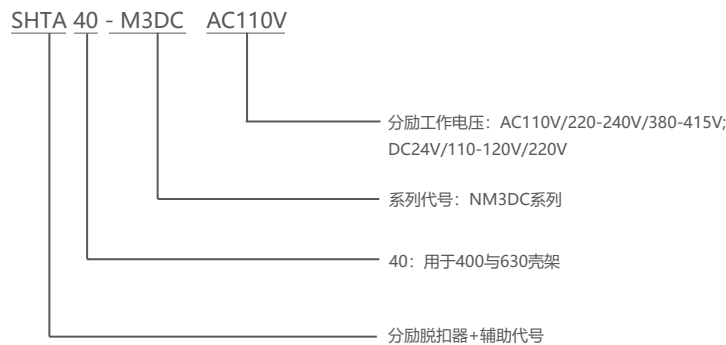 SHTA 40 - M3DC AC110V
分励工作电压：AC110V/220-240V/380-415V;
DC24V/110-120V/220V
系列代号：NM3DC系列
40：用于400与630壳架
分励脱扣器+辅助代号